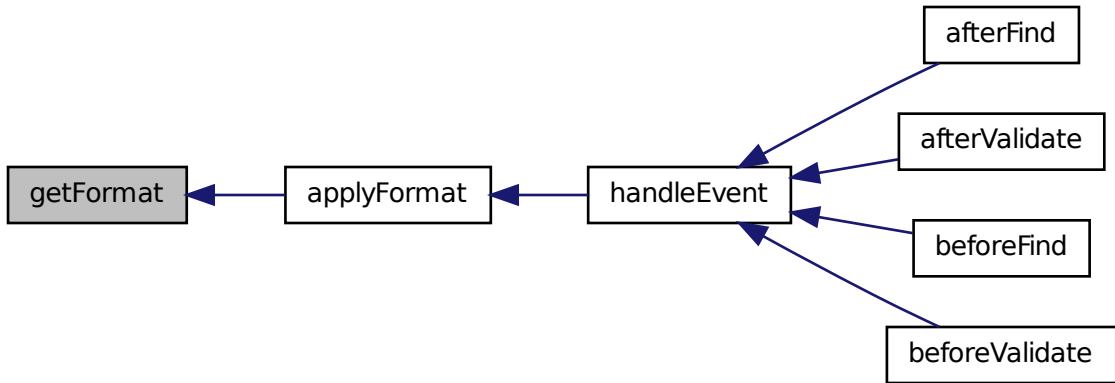 afterFind
afterValidate
getFormat
applyFormat
handleEvent
beforeFind
beforeValidate